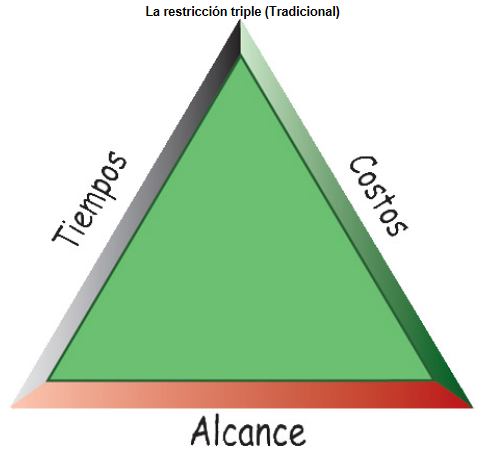 La restricción triple (Tradicional)
Tiempos
Costos
Alcance